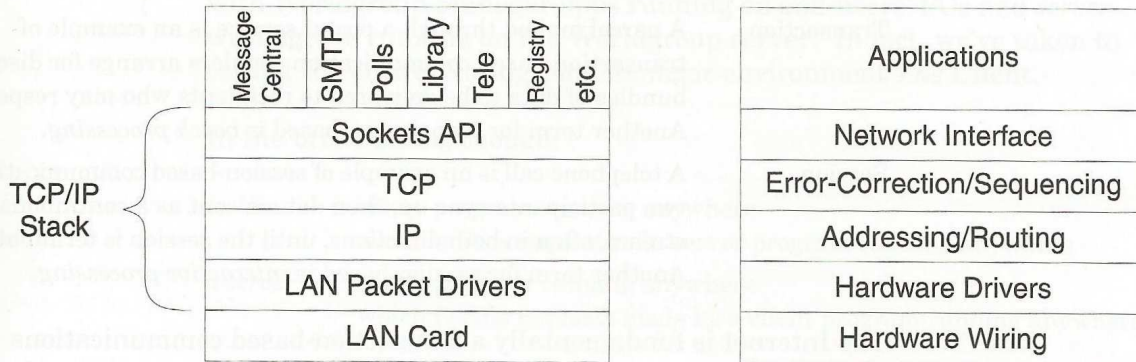 Message
Central
SMTP
Polls
Library
Tele
Registry
etc.
Applications
Sockets API
Network Interface
TCP/IP
Stack
TCP
Error-Correction/Sequencing
IP
Addressing/Routing
LAN Packet Drivers
Hardware Drivers
LAN Card
Hardware Wiring